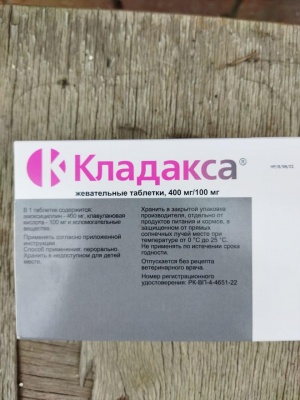 Кладакса®
жевательные таблетки, 400 мг/100 мг
В 1 таблетке содержится:
амоксициллин - 400 мг, клавулановая
кислота - 100 мг и вспомогательные
вещества.
Применять согласно приложенной
инструкции.
Способ применения: перорально.
Хранить в недоступном для детей
месте.
Хранить в закрытой упаковке
производителя, отдельно от
продуктов питания и кормов, в
защищенном от прямых
солнечных лучей месте при
температуре от 0 °С до 25 °С.
Не применять по истечении срока
годности.
Отпускается без рецепта
ветеринарного врача.
Номер регистрационного
удостоверения: РК-ВП-4-4651-22